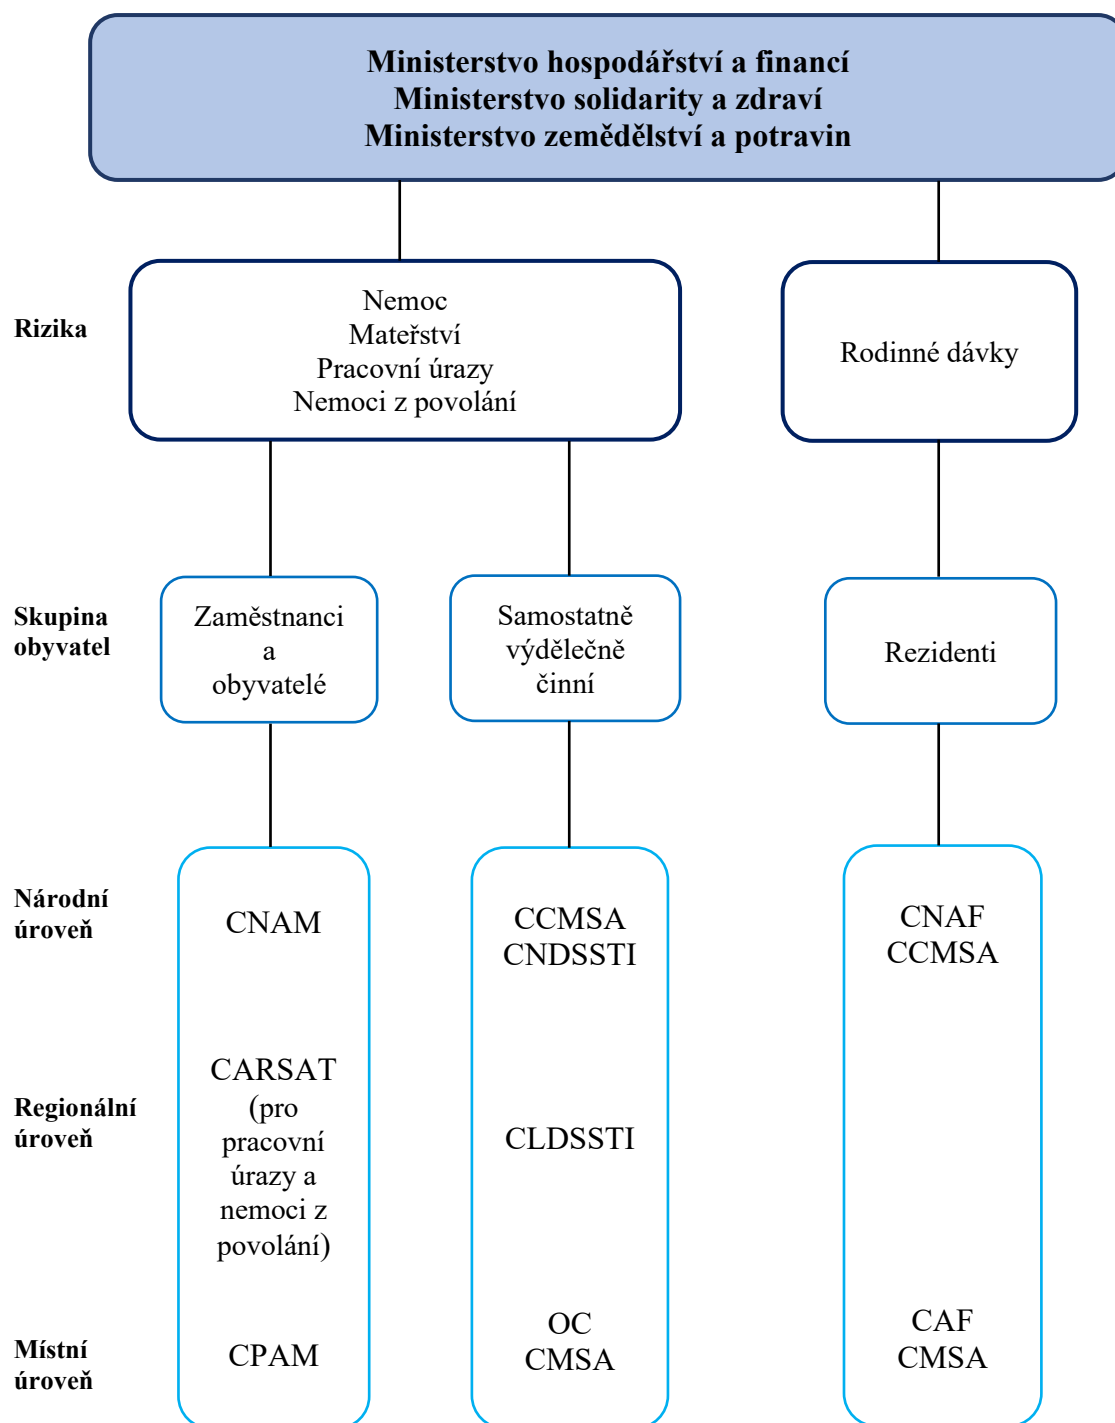 Ministerstvo hospodářství a financí
Ministerstvo solidarity a zdraví
Ministerstvo zemědělství a potravin
Rizika
Nemoc
Mateřství
Pracovní úrazy
Nemoci z povolání
Rodinné dávky
Skupina
obyvatel
Zaměstnanci
a
obyvatelé
Samostatně
výdělečně
činní
Rezidenti
Národní
úroveň
CNAM
CCMSA
CNDSSTI
CNAF
CCMSA
Regionální
úroveň
CARSAT
(pro
pracovní
úrazy a
nemoci z
povolání)
CLDSSTI
Místní
úroveň
CPAM
OC
CMSA
CAF
CMSA